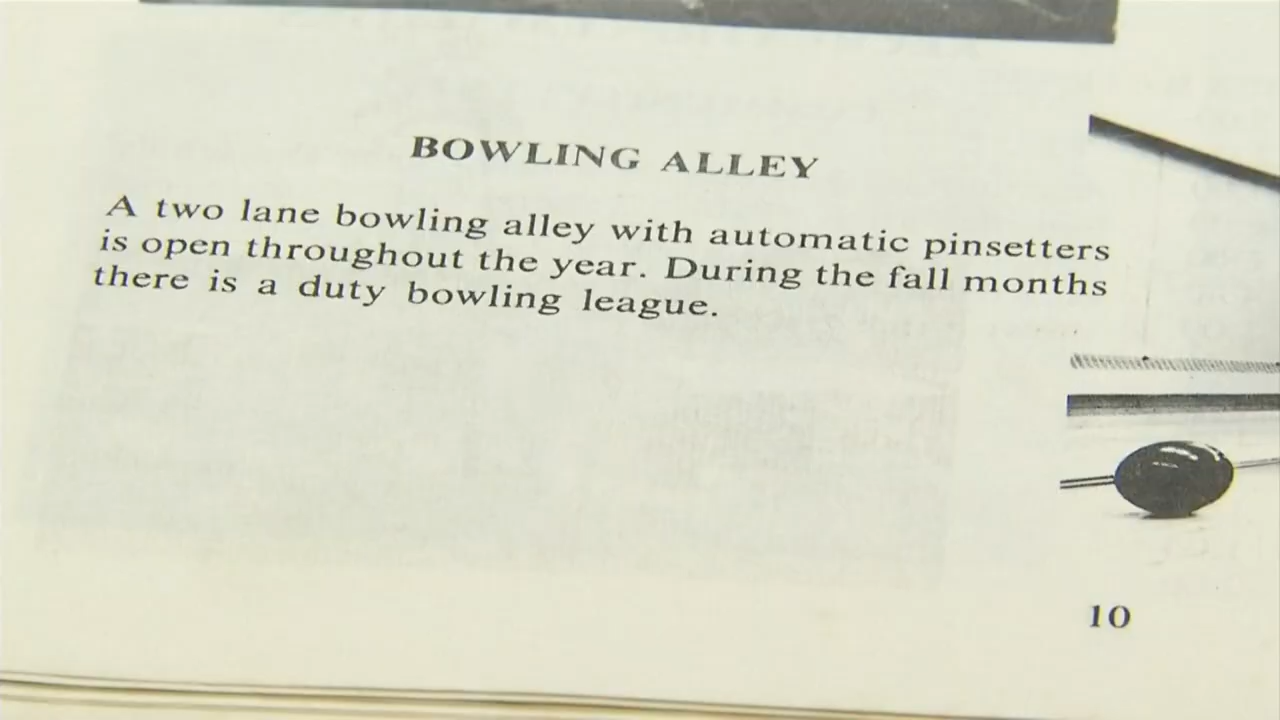 BOWLING ALLEY
A two lane bowling alley with automatic pinsetters
is open throughout the year. During the fall months
there is a duty bowling league.
10